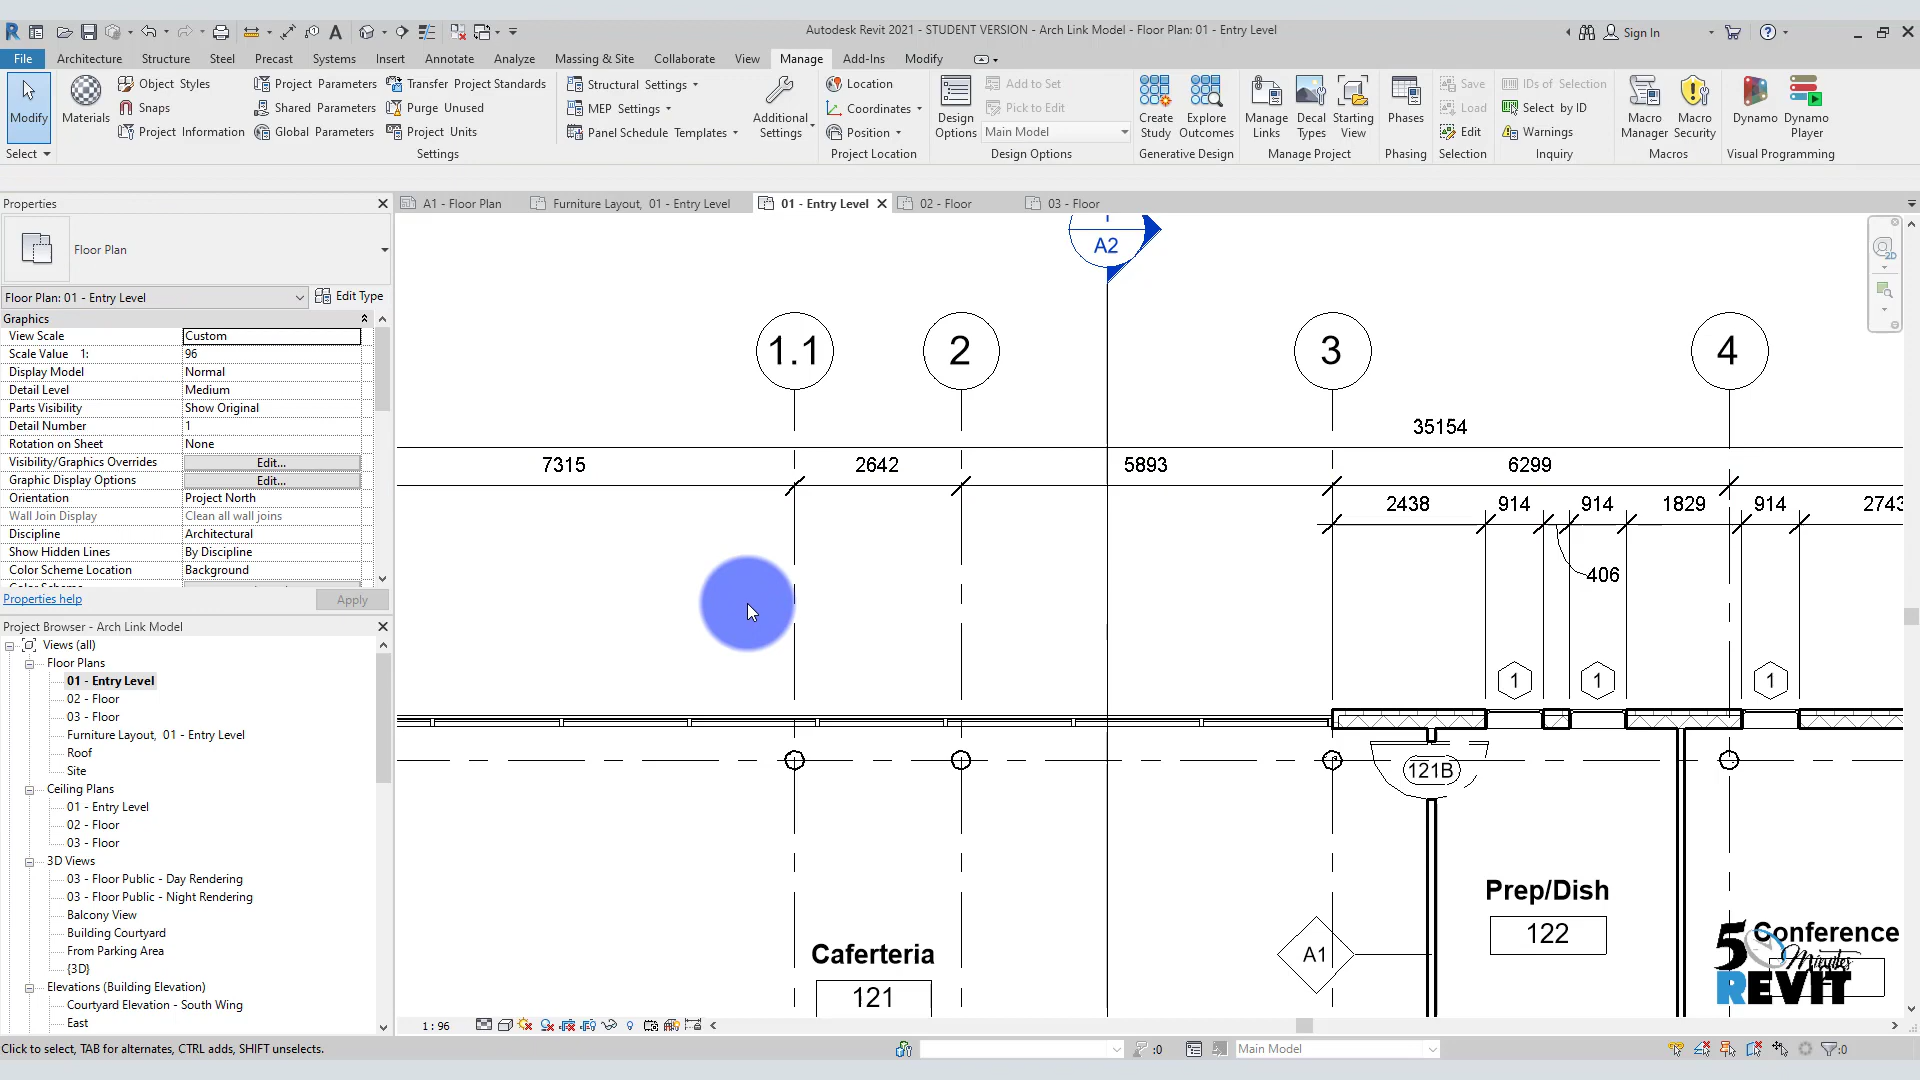 Autodesk Revit 2021 - STUDENT VERSION - Arch Link Model - Floor Plan: 01 - Entry Level
Sign In
File Architecture Structure Steel Precast Systems Insert Annotate Analyze Massing & Site Collaborate View Manage Add-Ins Modify
Modify
Select
Materials
Object Styles
Snaps
Project Information
Project Parameters
Shared Parameters
Global Parameters
Transfer Project Standards
Purge Unused
Project Units
Settings
Structural Settings
MEP Settings
Panel Schedule Templates
Additional Settings
Location
Coordinates
Position
Project Location
Design Options
Add to Set
Pick to Edit
Main Model
Design Options
Create Study
Explore Outcomes
Generative Design
Manage Links
Decal Types
Starting View
Manage Project
Phases
Phasing
Save
Load
Edit
Selection
IDs of Selection
Select by ID
Warnings
Inquiry
Macro Manager
Macro Security
Macros
Dynamo
Dynamo Player
Visual Programming
Properties
Floor Plan
Floor Plan: 01 - Entry Level
Edit Type
Graphics
View Scale Custom
Scale Value 1: 96
Display Model Normal
Detail Level Medium
Parts Visibility Show Original
Detail Number 1
Rotation on Sheet None
Visibility/Graphics Overrides Edit...
Graphic Display Options Edit...
Orientation Project North
Wall Join Display Clean all wall joins
Discipline Architectural
Show Hidden Lines By Discipline
Color Scheme Location Background
Properties help
Apply
Project Browser - Arch Link Model
Views (all)
Floor Plans
01 - Entry Level
02 - Floor
03 - Floor
Furniture Layout, 01 - Entry Level
Roof
Site
Ceiling Plans
01 - Entry Level
02 - Floor
03 - Floor
3D Views
03 - Floor Public - Day Rendering
03 - Floor Public - Night Rendering
Balcony View
Building Courtyard
From Parking Area
{3D}
Elevations (Building Elevation)
Courtyard Elevation - South Wing
East
A1 - Floor Plan
Furniture Layout, 01 - Entry Level
01 - Entry Level
02 - Floor
03 - Floor
2D
A2
1.1
2
3
4
35154
7315
2642
5893
6299
2438
914
914
1829
914
2743
406
1
1
1
121B
Prep/Dish
122
Caferteria
121
A1
Conference
5 Minutes
REVIT
1 : 96
Click to select, TAB for alternates, CTRL adds, SHIFT unselects.
:0
Main Model
:0